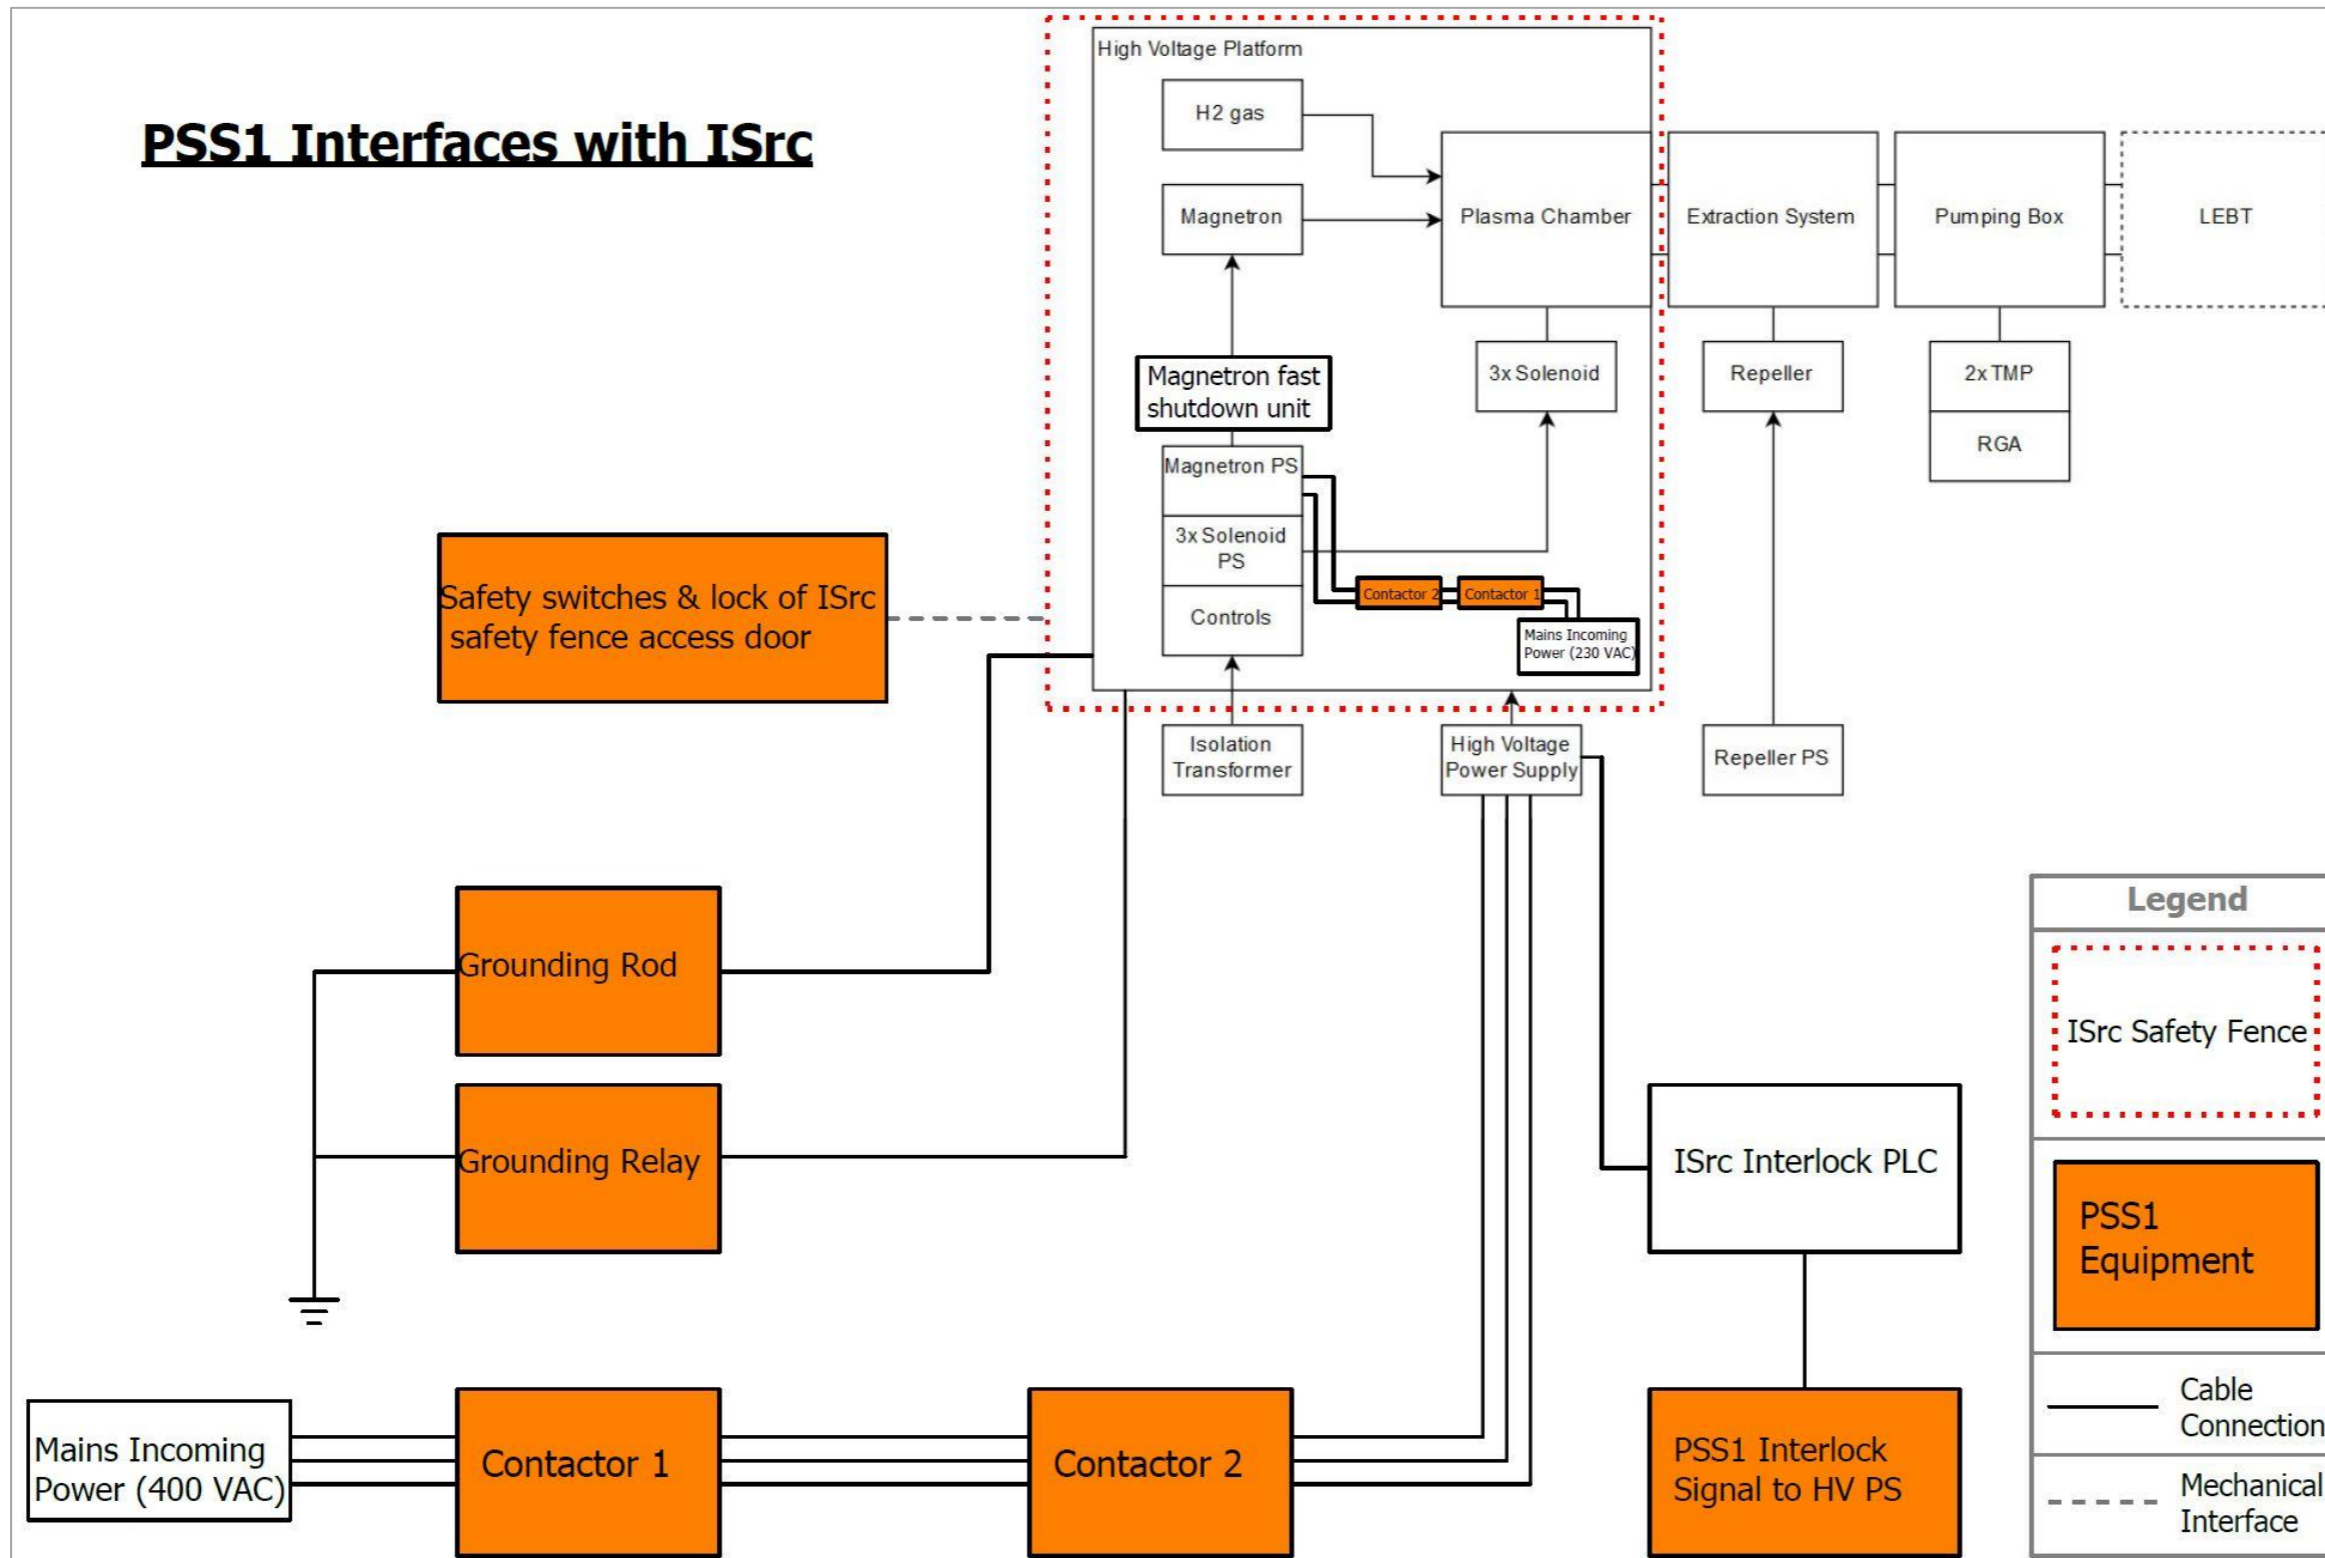 PSS1 Interfaces with ISrc
High Voltage Platform
H2 gas
Magnetron
Plasma Chamber
Extraction System
Pumping Box
LEBT
Magnetron fast
shutdown unit
3x Solenoid
Repeller
2x TMP
RGA
Magnetron PS
3x Solenoid
PS
Controls
Contactor 2
Contactor 1
Mains Incoming
Power (230 VAC)
Safety switches & lock of ISrc
safety fence access door
Isolation
Transformer
High Voltage
Power Supply
Repeller PS
Grounding Rod
Grounding Relay
ISrc Interlock PLC
Mains Incoming
Power (400 VAC)
Contactor 1
Contactor 2
PSS1 Interlock
Signal to HV PS
Legend
ISrc Safety Fence
PSS1
Equipment
Cable
Connection
Mechanical
Interface